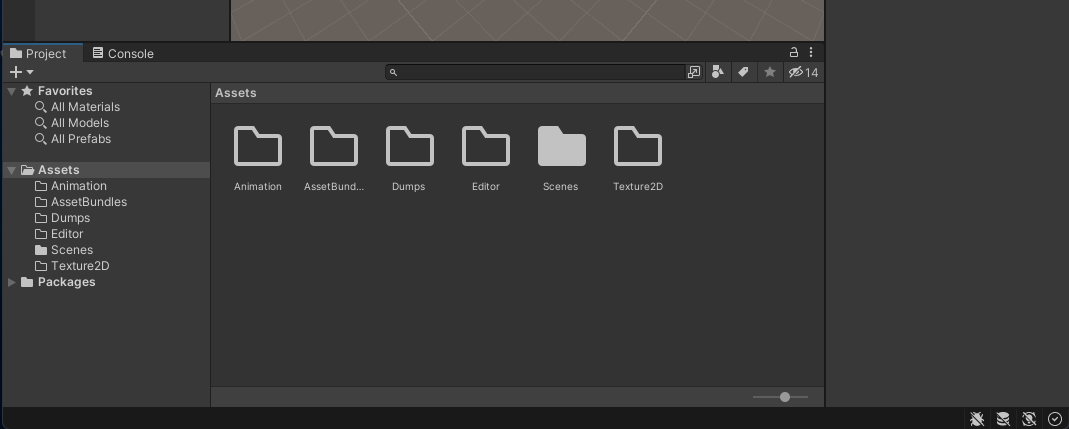 Project
Console
14
Favorites
All Materials
All Models
All Prefabs
Assets
Animation
AssetBundles
Dumps
Editor
Scenes
Texture2D
Packages
Assets
Animation
AssetBund...
Dumps
Editor
Scenes
Texture2D